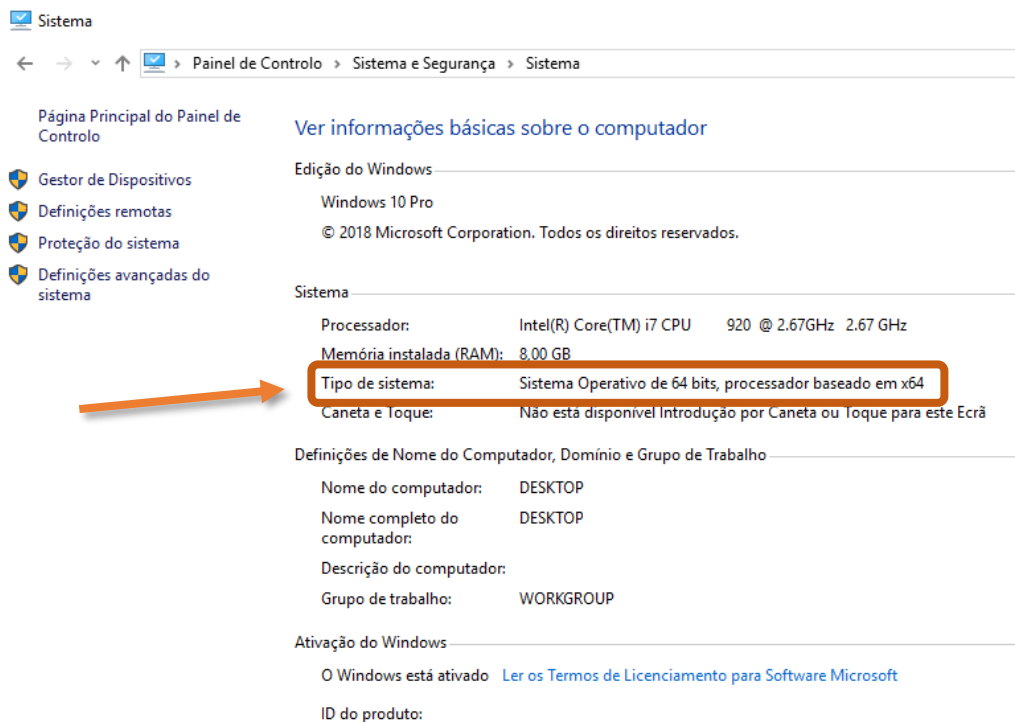 Sistema
Painel de Controlo > Sistema e Segurança > Sistema
Página Principal do Painel de
Controlo
Gestor de Dispositivos
Definições remotas
Proteção do sistema
Definições avançadas do
sistema
Ver informações básicas sobre o computador
Edição do Windows
Windows 10 Pro
© 2018 Microsoft Corporation. Todos os direitos reservados.
Sistema
Processador: Intel(R) Core(TM) i7 CPU 920 @ 2.67GHz 2.67 GHz
Memória instalada (RAM): 8,00 GB
Tipo de sistema: Sistema Operativo de 64 bits, processador baseado em x64
Caneta e Toque: Não está disponível Introdução por Caneta ou Toque para este Ecrã
Definições de Nome do Computador, Domínio e Grupo de Trabalho
Nome do computador: DESKTOP
Nome completo do DESKTOP
computador:
Descrição do computador:
Grupo de trabalho: WORKGROUP
Ativação do Windows
O Windows está ativado Ler os Termos de Licenciamento para Software Microsoft
ID do produto: